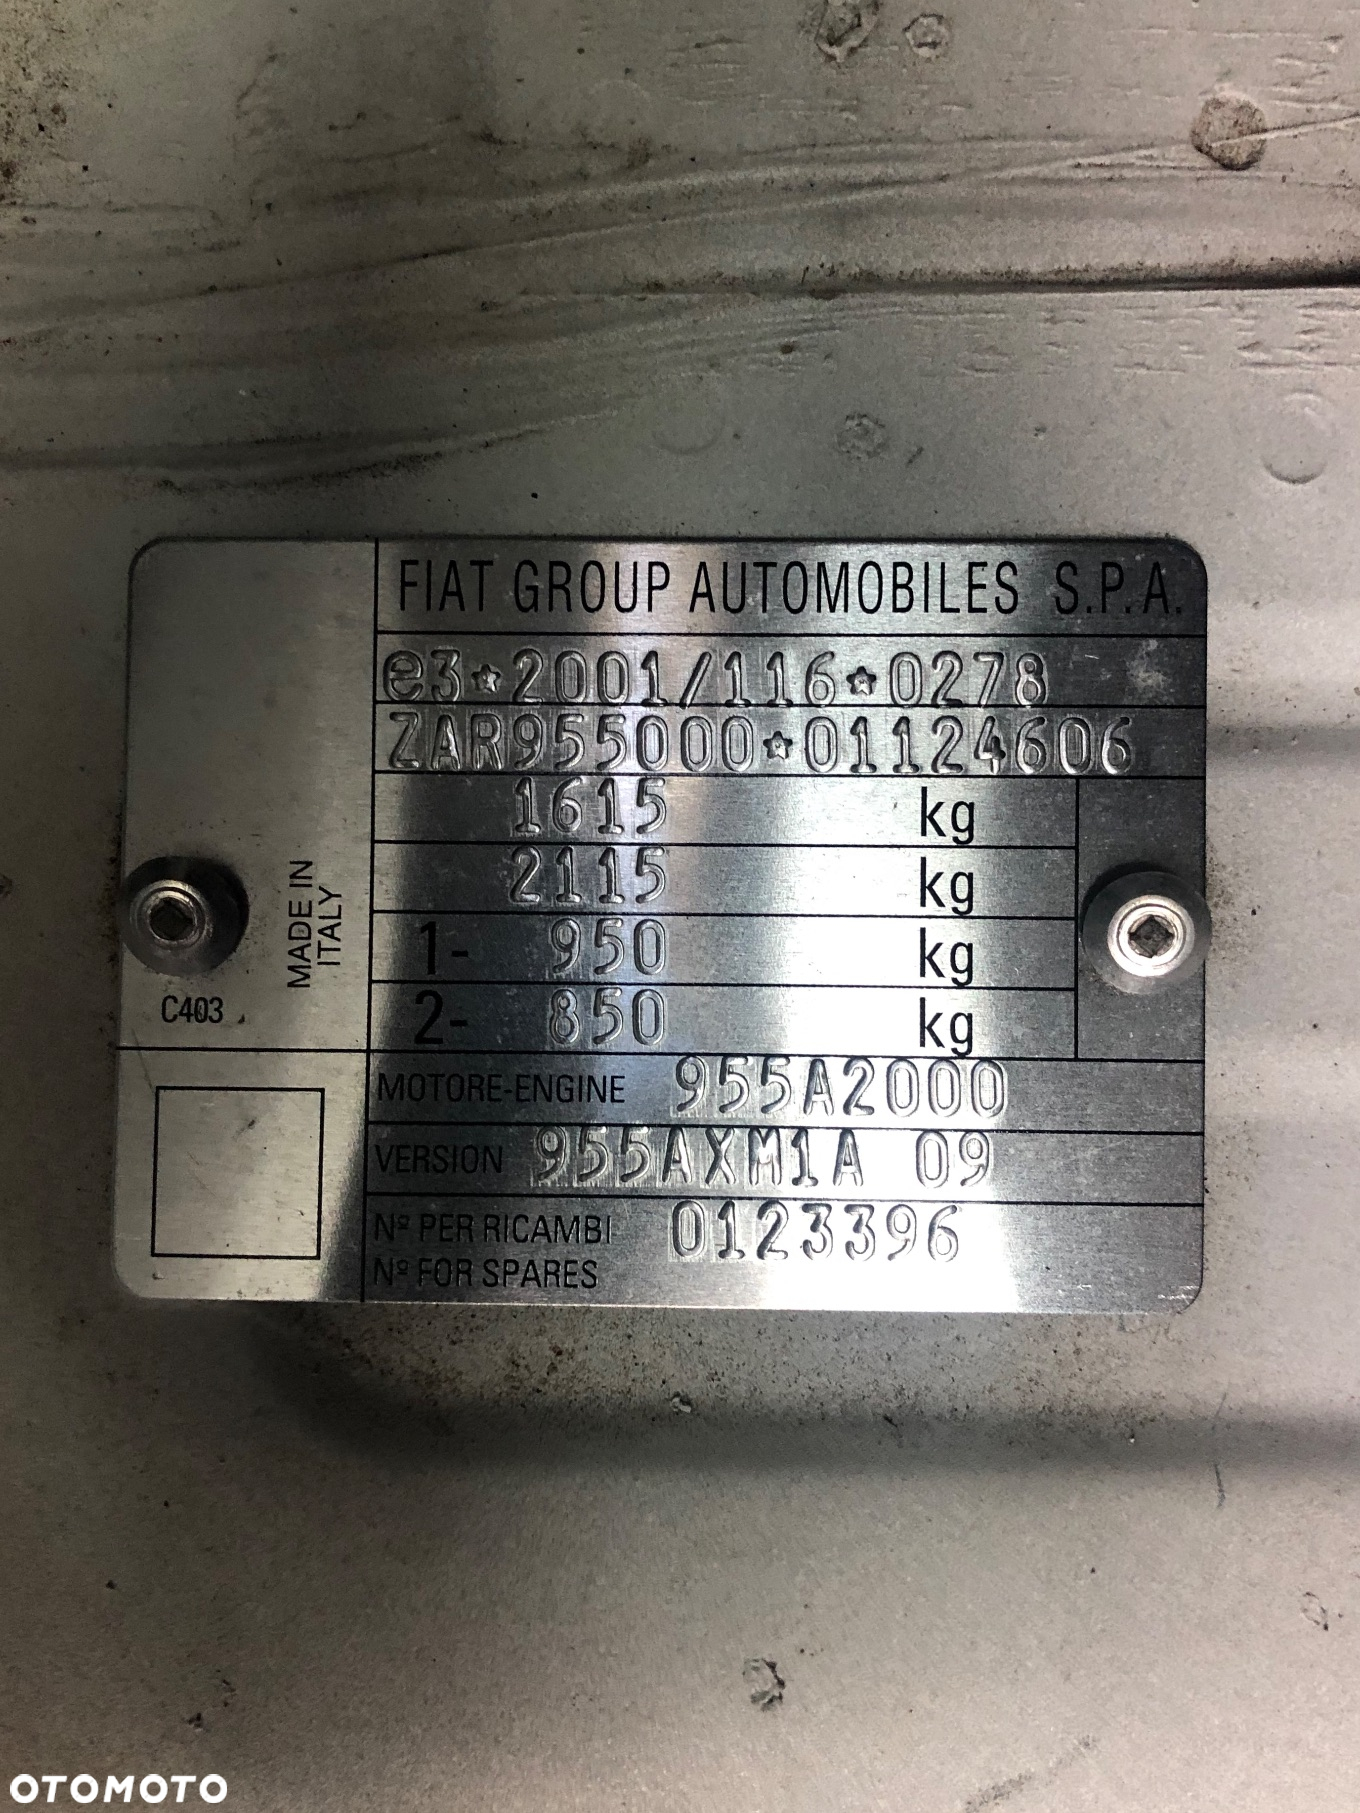 FIAT GROUP AUTOMOBILES S.P.A.
e3*2001/116*0278
ZAR955000*01124606
1615 kg
2115 kg
1- 950 kg
2- 850 kg
MADE IN
ITALY
C403
MOTORE-ENGINE 955A2000
VERSION 955AXM1A 09
Nº PER RICAMBI 0123396
Nº FOR SPARES
OTOMOTO